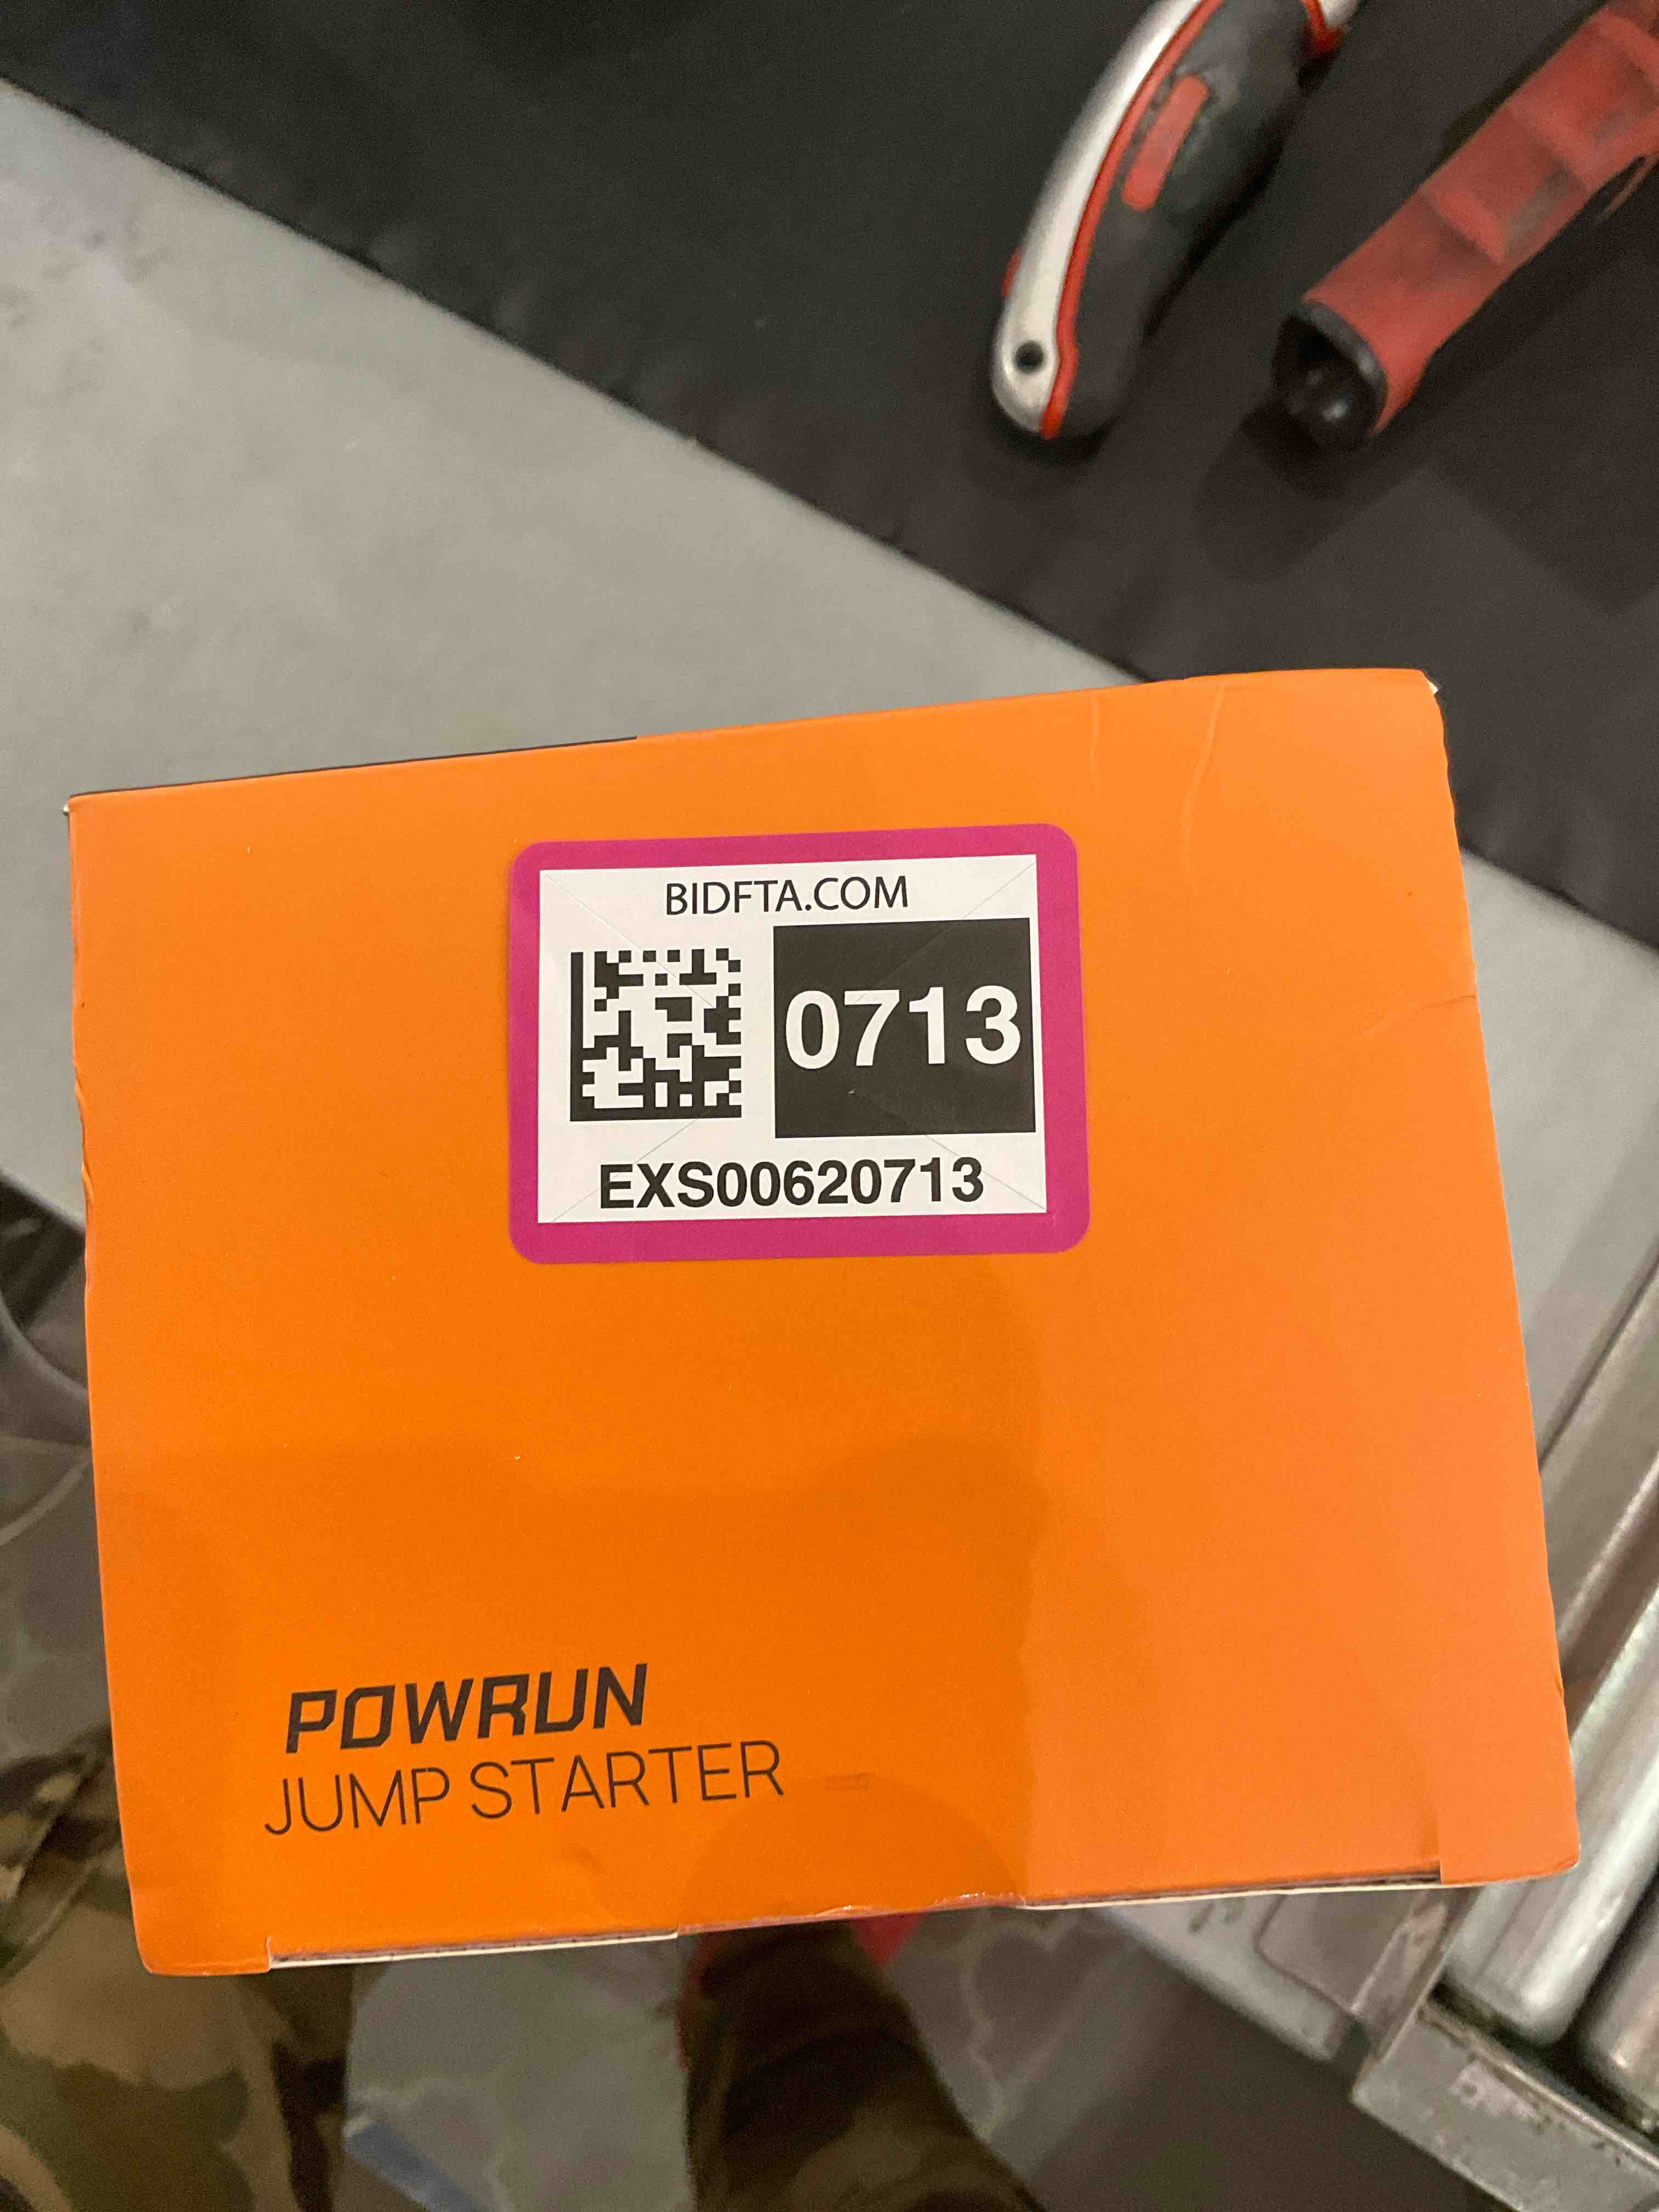 BIDFTA.COM
0713
EXS00620713
POWRUN
JUMP STARTER